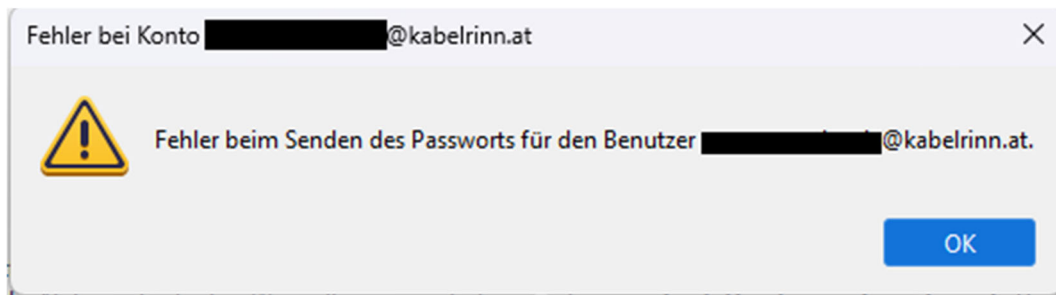 Fehler bei Konto @kabelrinn.at
Fehler beim Senden des Passworts für den Benutzer @kabelrinn.at.
OK